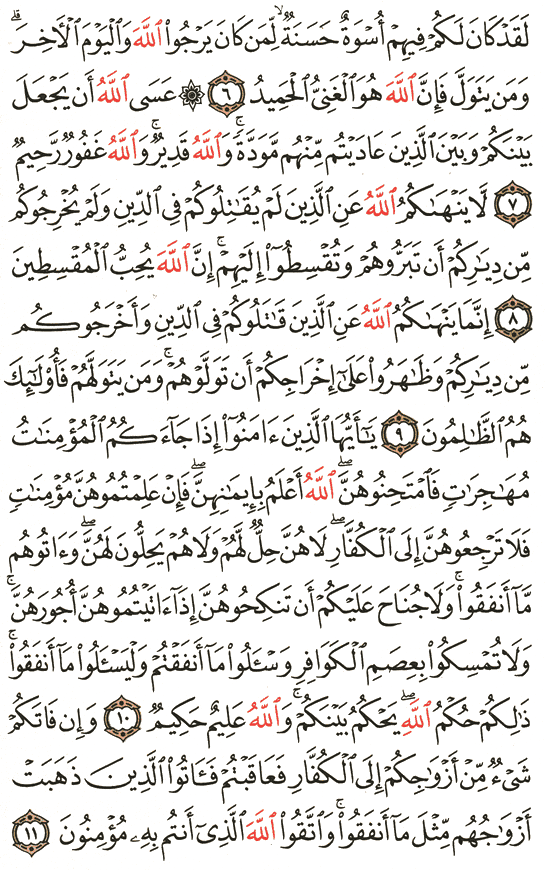 لَقَدْ كَانَ لَكُمْ فِيهِمْ أُسْوَةٌ حَسَنَةٌ لِّمَن كَانَ يَرْجُوا۟ ٱللَّهَ وَٱلْيَوْمَ ٱلْـَٔاخِرَ ۚ
وَمَن يَتَوَلَّ فَإِنَّ ٱللَّهَ هُوَ ٱلْغَنِىُّ ٱلْحَمِيدُ ٦ ۞ عَسَى ٱللَّهُ أَن يَجْعَلَ
بَيْنَكُمْ وَبَيْنَ ٱلَّذِينَ عَادَيْتُم مِّنْهُم مَّوَدَّةً ۚ وَٱللَّهُ قَدِيرٌ ۚ وَٱللَّهُ غَفُورٌ رَّحِيمٌ
٧ لَّا يَنْهَىٰكُمُ ٱللَّهُ عَنِ ٱلَّذِينَ لَمْ يُقَـٰتِلُوكُمْ فِى ٱلدِّينِ وَلَمْ يُخْرِجُوكُم
مِّن دِيَـٰرِكُمْ أَن تَبَرُّوهُمْ وَتُقْسِطُوٓا۟ إِلَيْهِمْ ۚ إِنَّ ٱللَّهَ يُحِبُّ ٱلْمُقْسِطِينَ
٨ إِنَّمَا يَنْهَىٰكُمُ ٱللَّهُ عَنِ ٱلَّذِينَ قَـٰتَلُوكُمْ فِى ٱلدِّينِ وَأَخْرَجُوكُم
مِّن دِيَـٰرِكُمْ وَظَـٰهَرُوا۟ عَلَىٰٓ إِخْرَاجِكُمْ أَن تَوَلَّوْهُمْ ۚ وَمَن يَتَوَلَّهُمْ فَأُو۟لَـٰٓئِكَ
هُمُ ٱلظَّـٰلِمُونَ ٩ يَـٰٓأَيُّهَا ٱلَّذِينَ ءَامَنُوٓا۟ إِذَا جَآءَكُمُ ٱلْمُؤْمِنَـٰتُ
مُهَـٰجِرَٰتٍ فَٱمْتَحِنُوهُنَّ ۖ ٱللَّهُ أَعْلَمُ بِإِيمَـٰنِهِنَّ ۖ فَإِنْ عَلِمْتُمُوهُنَّ مُؤْمِنَـٰتٍ
فَلَا تَرْجِعُوهُنَّ إِلَى ٱلْكُفَّارِ ۖ لَا هُنَّ حِلٌّ لَّهُمْ وَلَا هُمْ يَحِلُّونَ لَهُنَّ ۖ وَءَاتُوهُم
مَّآ أَنفَقُوا۟ ۚ وَلَا جُنَاحَ عَلَيْكُمْ أَن تَنكِحُوهُنَّ إِذَآ ءَاتَيْتُمُوهُنَّ أُجُورَهُنَّ ۚ
وَلَا تُمْسِكُوا۟ بِعِصَمِ ٱلْكَوَافِرِ وَسْـَٔلُوا۟ مَآ أَنفَقْتُمْ وَلْيَسْـَٔلُوا۟ مَآ أَنفَقُوا۟ ۚ
ذَٰلِكُمْ حُكْمُ ٱللَّهِ ۖ يَحْكُمُ بَيْنَكُمْ ۚ وَٱللَّهُ عَلِيمٌ حَكِيمٌ ١٠ وَإِن فَاتَكُمْ
شَىْءٌ مِّنْ أَزْوَٰجِكُمْ إِلَى ٱلْكُفَّارِ فَعَاقَبْتُمْ فَـَٔاتُوا۟ ٱلَّذِينَ ذَهَبَتْ
أَزْوَٰجُهُم مِّثْلَ مَآ أَنفَقُوا۟ ۚ وَٱتَّقُوا۟ ٱللَّهَ ٱلَّذِىٓ أَنتُم بِهِۦ مُؤْمِنُونَ ١١